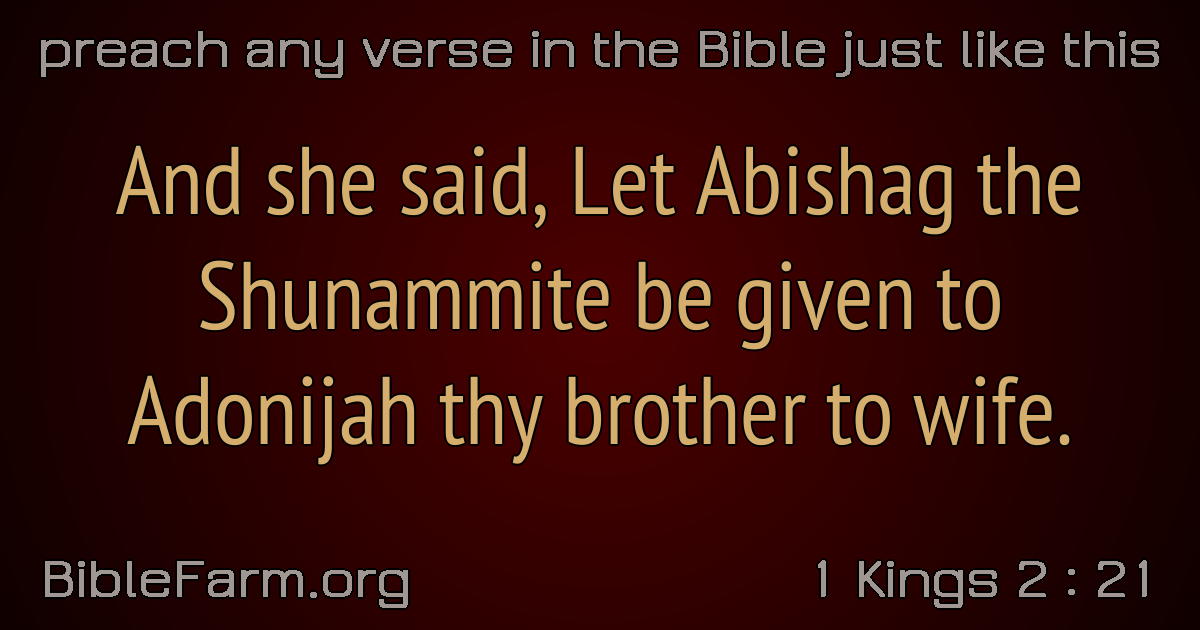 preach any verse in the Bible just like this
And she said, Let Abishag the
Shunammite be given to
Adonijah thy brother to wife.
BibleFarm.org
1 Kings 2 : 21